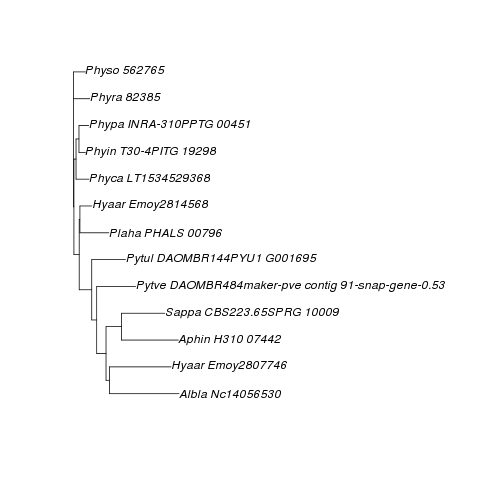 Physo 562765
Phyra 82385
Phypa INRA-310PPTG 00451
Phyin T30-4PITG 19298
Phyca LT1534529368
Hyaar Emoy2814568
Plaha PHALS 00796
Pytul DAOMBR144PYU1 G001695
Pytve DAOMBR484maker-pve contig 91-snap-gene-0.53
Sappa CBS223.65SPRG 10009
Aphin H310 07442
Hyaar Emoy2807746
Albla Nc14056530